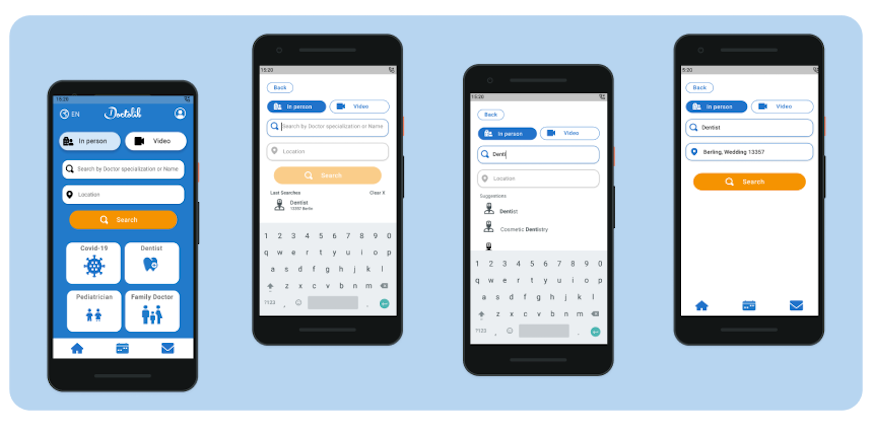 15:20
EN
Doctolib
In person
Video
Search by Doctor specialization or Name
Location
Search
Covid-19
Dentist
Pediatrician
Family Doctor
15:20
Back
In person
Video
Search by Doctor specialization or Name
Location
Search
Last Searches
Clear X
Dentist
13357 Berlin
1 2 3 4 5 6 7 8 9 0
q w e r t y u i o p
a s d f g h j k l
z x c v b n m
?123 , .
15:20
Back
In person
Video
Denti
Location
Suggestions
Dentist
Cosmetic Dentistry
1 2 3 4 5 6 7 8 9 0
q w e r t y u i o p
a s d f g h j k l
z x c v b n m
?123 , .
5:20
Back
In person
Video
Dentist
Berling, Wedding 13357
Search